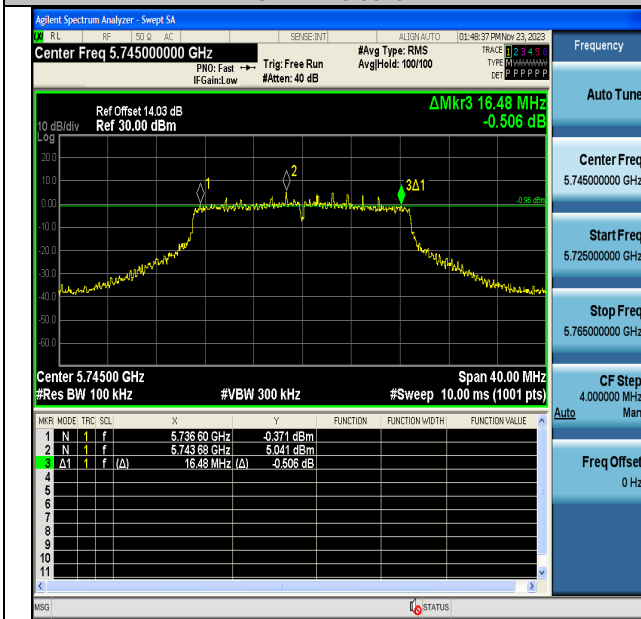 Agilent Spectrum Analyzer - Swept SA
RL RF 50 Ω AC SENSE:INT ALIGN AUTO 01:48:37 PM Nov 23, 2023
Center Freq 5.745000000 GHz
PNO: Fast
IFGain:Low
Trig: Free Run
#Atten: 40 dB
#Avg Type: RMS
Avg|Hold: 100/100
TRACE 1 2 3 4 5 6
TYPE M
DET P P P P P P
Ref Offset 14.03 dB
Ref 30.00 dBm
ΔMkr3 16.48 MHz
-0.506 dB
10 dB/div
Log
20.0
10.0
0.00
-10.0
-20.0
-30.0
-40.0
-50.0
-60.0
1
2
3Δ1
-0.96 dBm
Center 5.74500 GHz
Span 40.00 MHz
#Res BW 100 kHz
#VBW 300 kHz
#Sweep 10.00 ms (1001 pts)
MKR MODE TRC SCL X Y FUNCTION FUNCTION WIDTH FUNCTION VALUE
1 N 1 f 5.736 60 GHz -0.371 dBm
2 N 1 f 5.743 68 GHz 5.041 dBm
3 Δ1 1 f (Δ) 16.48 MHz (Δ) -0.506 dB
4
5
6
7
8
9
10
11
MSG
STATUS
Frequency
Auto Tune
Center Freq
5.745000000 GHz
Start Freq
5.725000000 GHz
Stop Freq
5.765000000 GHz
CF Step
4.000000 MHz
Auto Man
Freq Offset
0 Hz